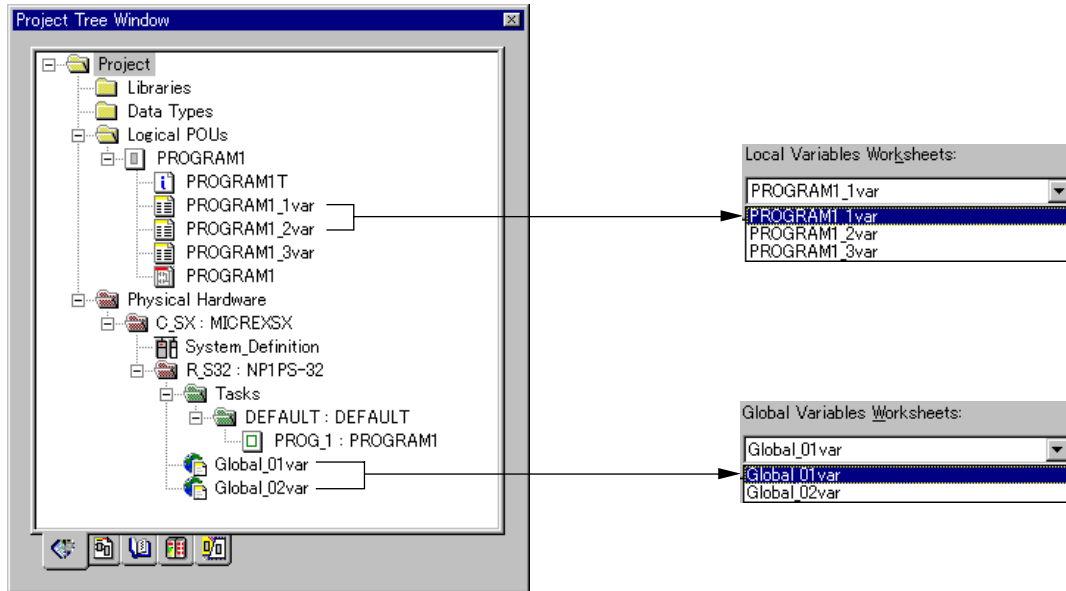 Project Tree Window
Project
Libraries
Data Types
Logical POUs
PROGRAM1
PROGRAM1T
PROGRAM1_1var
PROGRAM1_2var
PROGRAM1_3var
PROGRAM1
Physical Hardware
C_SX : MICREXSX
System_Definition
R_S32 : NP1PS-32
Tasks
DEFAULT : DEFAULT
PROG_1 : PROGRAM1
Global_01var
Global_02var
Local Variables Worksheets:
PROGRAM1_1var
PROGRAM1_1var
PROGRAM1_2var
PROGRAM1_3var
Global Variables Worksheets:
Global_01var
Global_01var
Global_02var